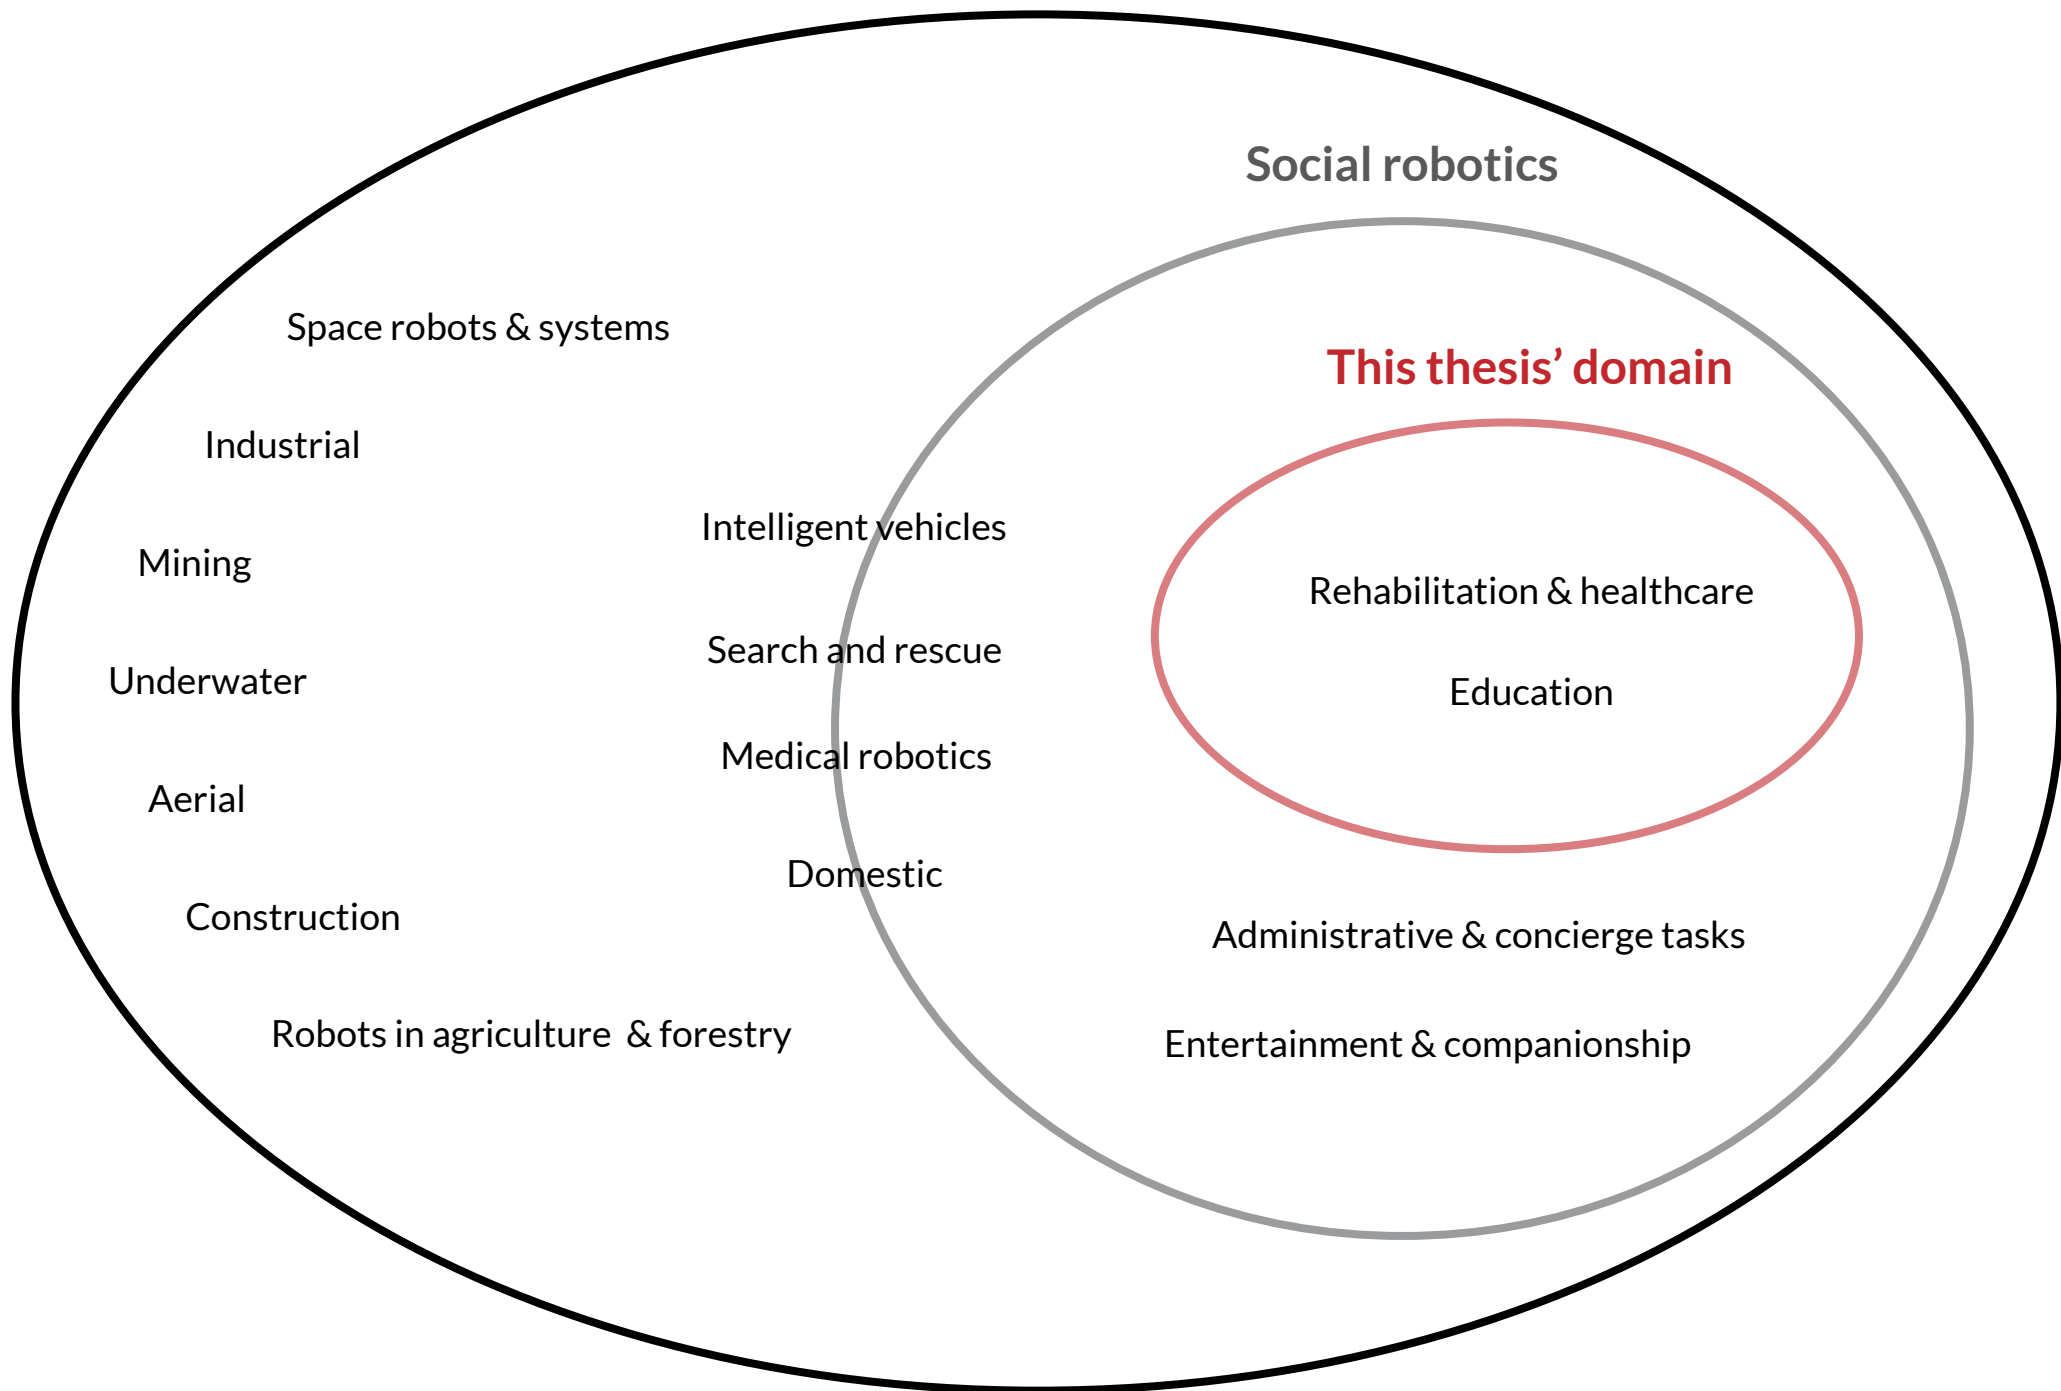 Social robotics
Space robots & systems
This thesis’ domain
Industrial
Intelligent vehicles
Mining
Rehabilitation & healthcare
Search and rescue
Underwater
Education
Medical robotics
Aerial
Domestic
Construction
Administrative & concierge tasks
Robots in agriculture & forestry
Entertainment & companionship